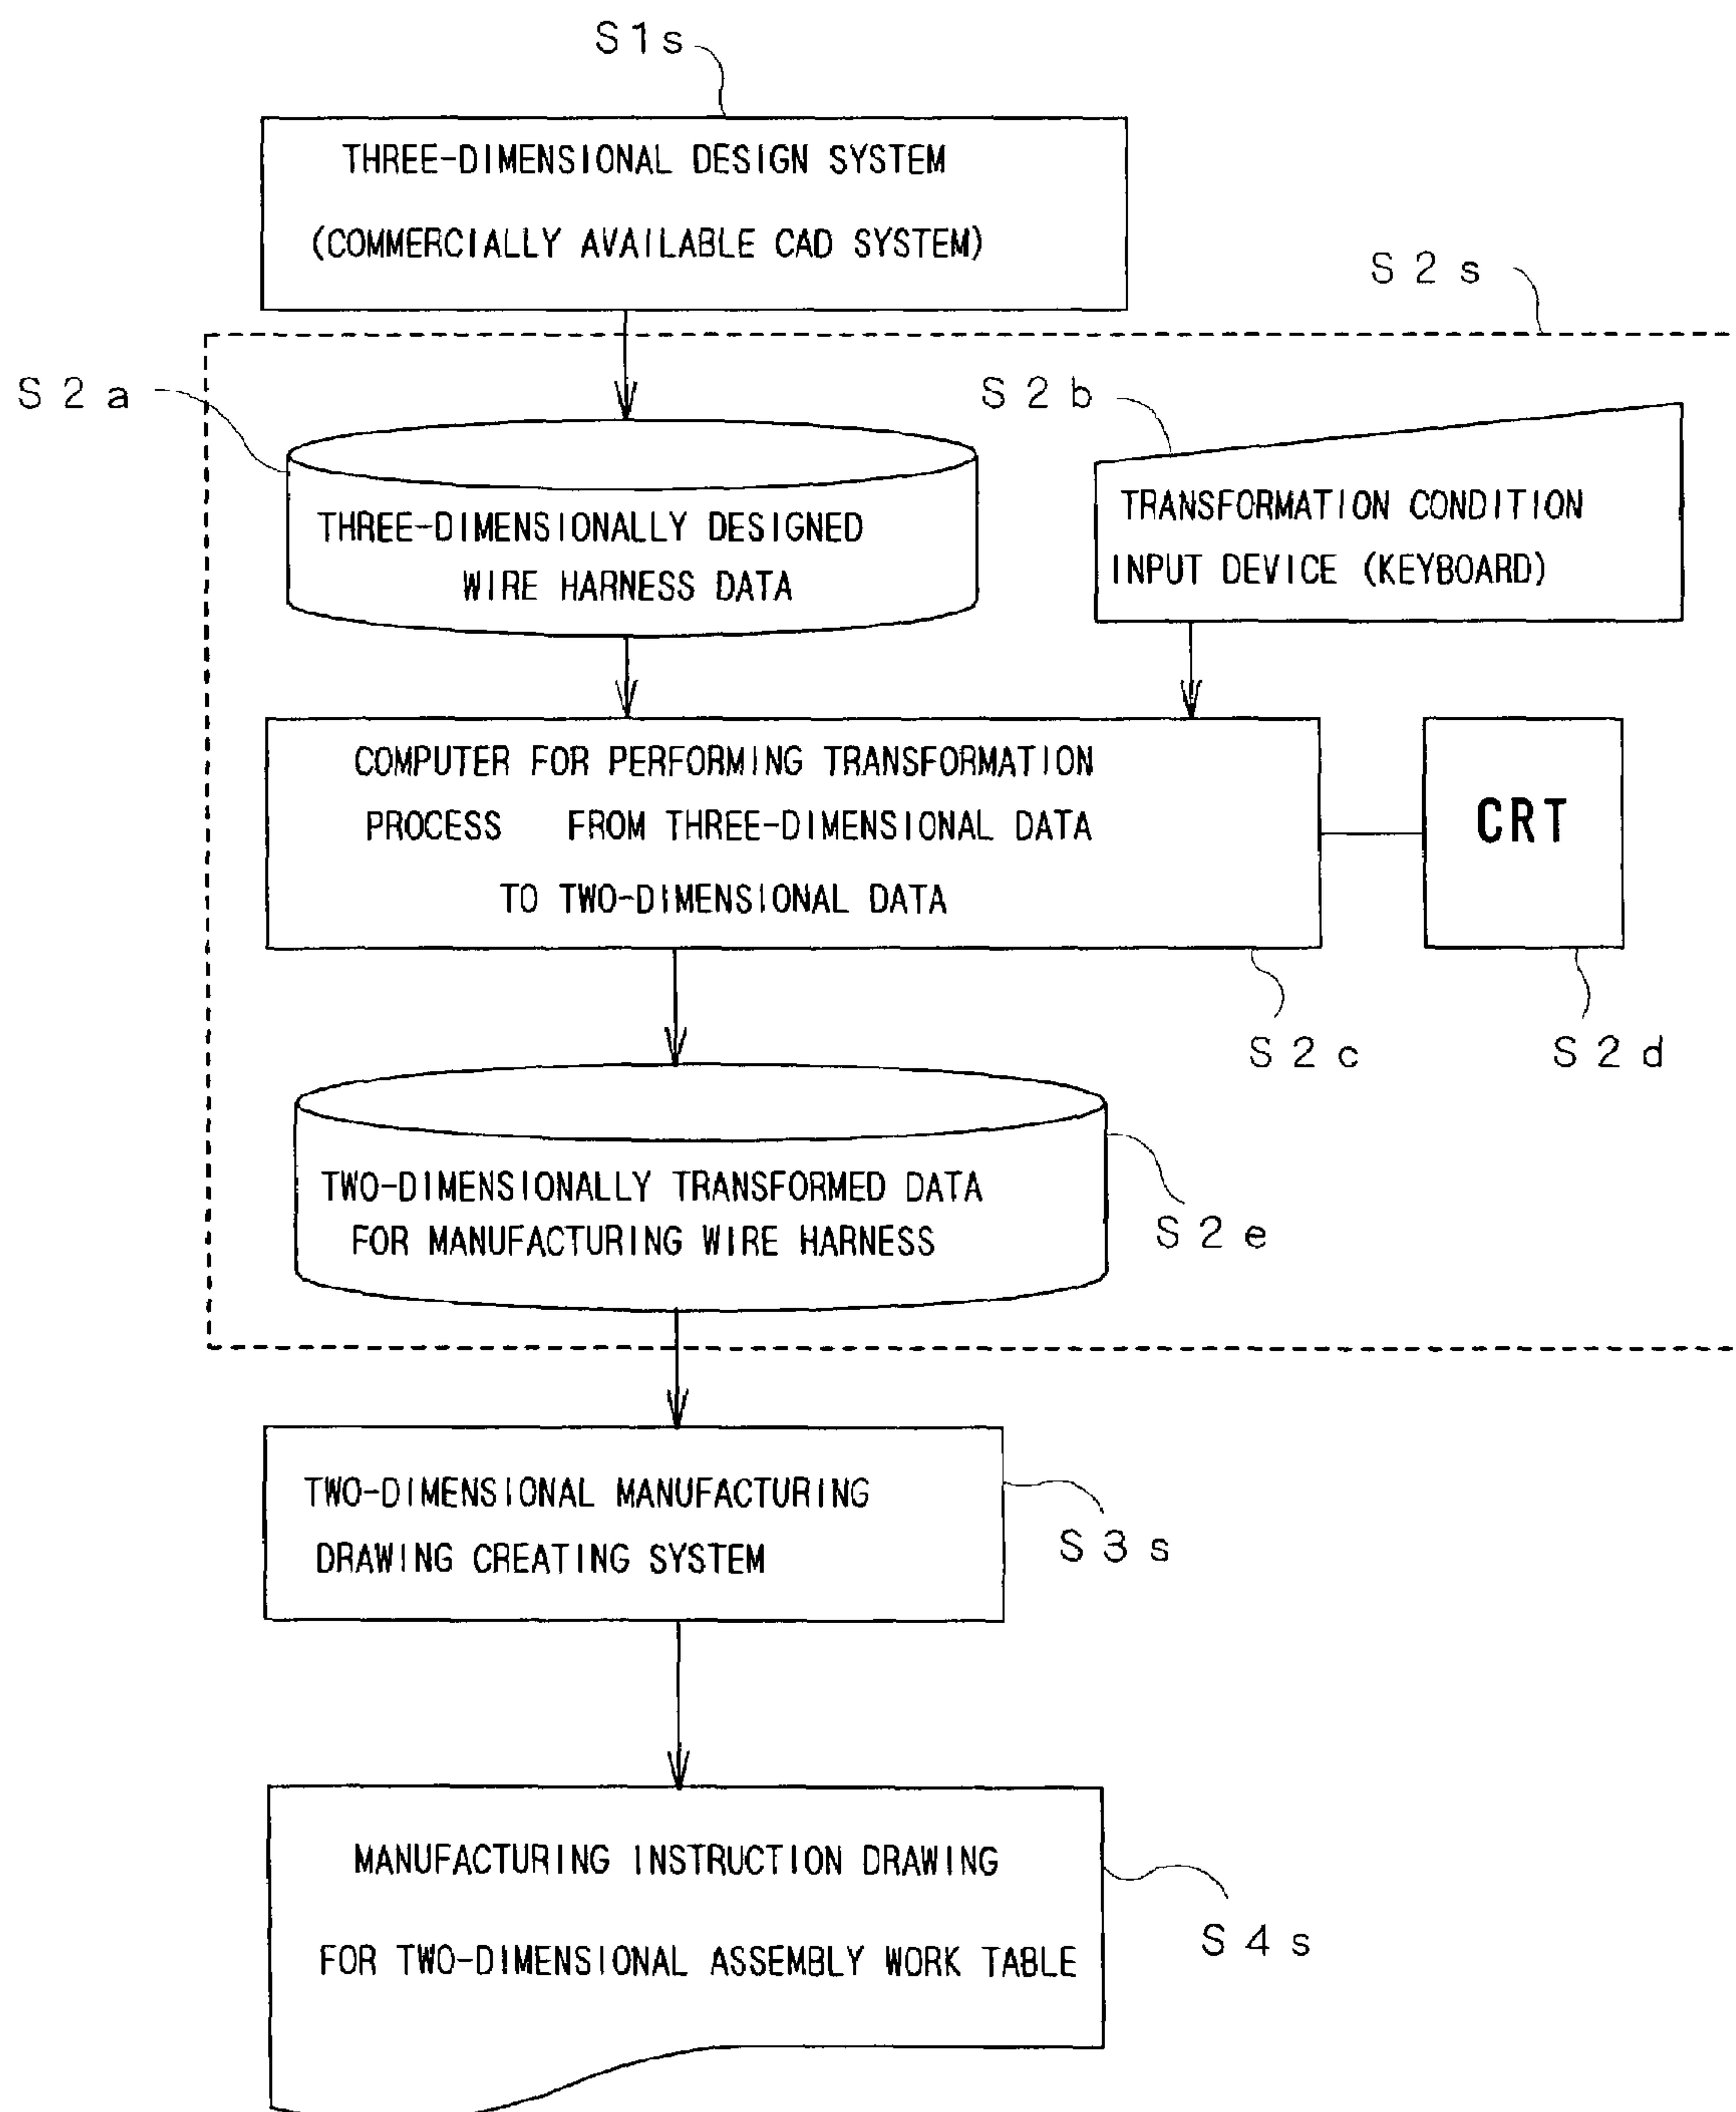 S1s
THREE-DIMENSIONAL DESIGN SYSTEM
(COMMERCIALLY AVAILABLE CAD SYSTEM)
S2s
S2a
S2b
THREE-DIMENSIONALLY DESIGNED
WIRE HARNESS DATA
TRANSFORMATION CONDITION
INPUT DEVICE (KEYBOARD)
COMPUTER FOR PERFORMING TRANSFORMATION
PROCESS FROM THREE-DIMENSIONAL DATA
TO TWO-DIMENSIONAL DATA
CRT
S2c
S2d
TWO-DIMENSIONALLY TRANSFORMED DATA
FOR MANUFACTURING WIRE HARNESS
S2e
TWO-DIMENSIONAL MANUFACTURING
DRAWING CREATING SYSTEM
S3s
MANUFACTURING INSTRUCTION DRAWING
FOR TWO-DIMENSIONAL ASSEMBLY WORK TABLE
S4s